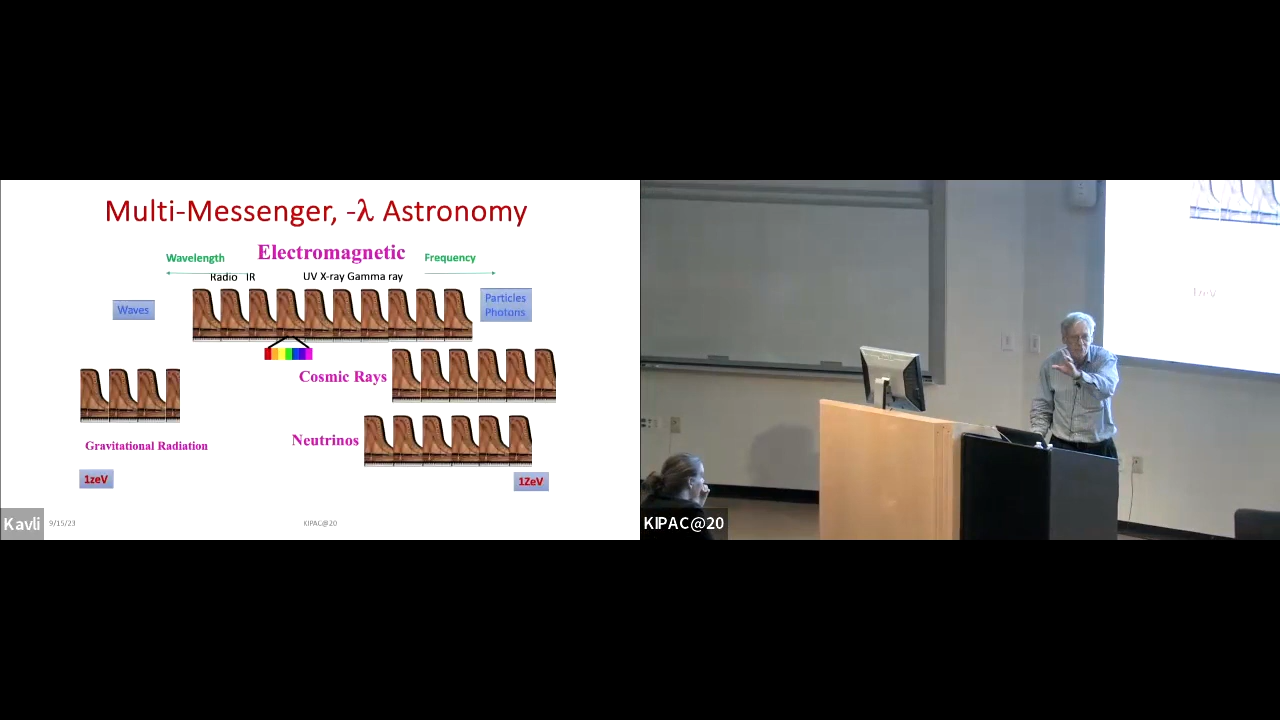 Multi-Messenger, -λ Astronomy
Electromagnetic
Wavelength
Frequency
Radio IR
UV X-ray Gamma ray
Waves
Particles
Photons
Cosmic Rays
Neutrinos
Gravitational Radiation
1zeV
1ZeV
Kavli
9/15/23
KIPAC@20
KIPAC@20